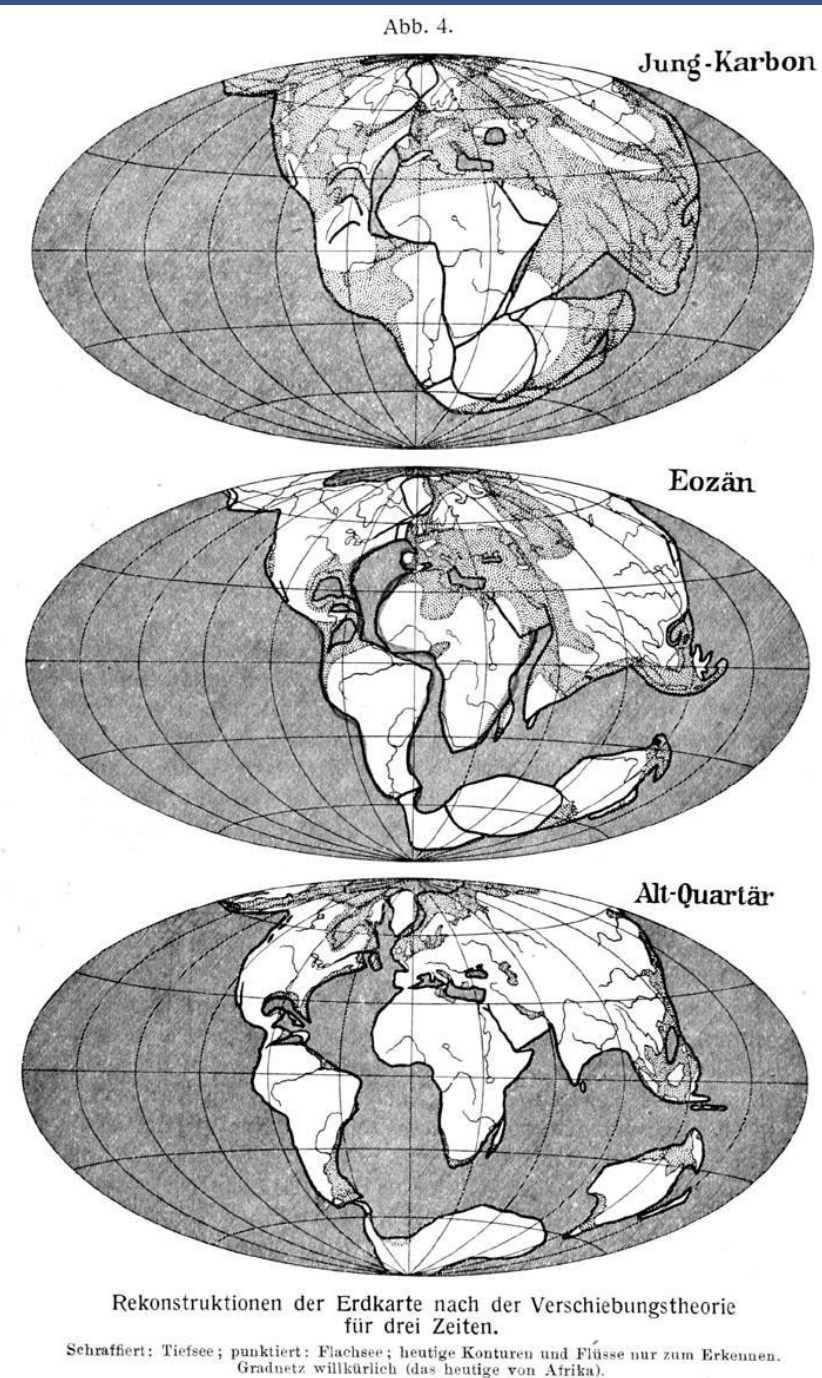 Abb. 4.
Jung-Karbon
Eozän
Alt-Quartär
Rekonstruktionen der Erdkarte nach der Verschiebungstheorie
für drei Zeiten.
Schraffiert: Tiefsee; punktiert: Flachsee; heutige Konturen und Flüsse nur zum Erkennen.
Gradnetz willkürlich (das heutige von Afrika).